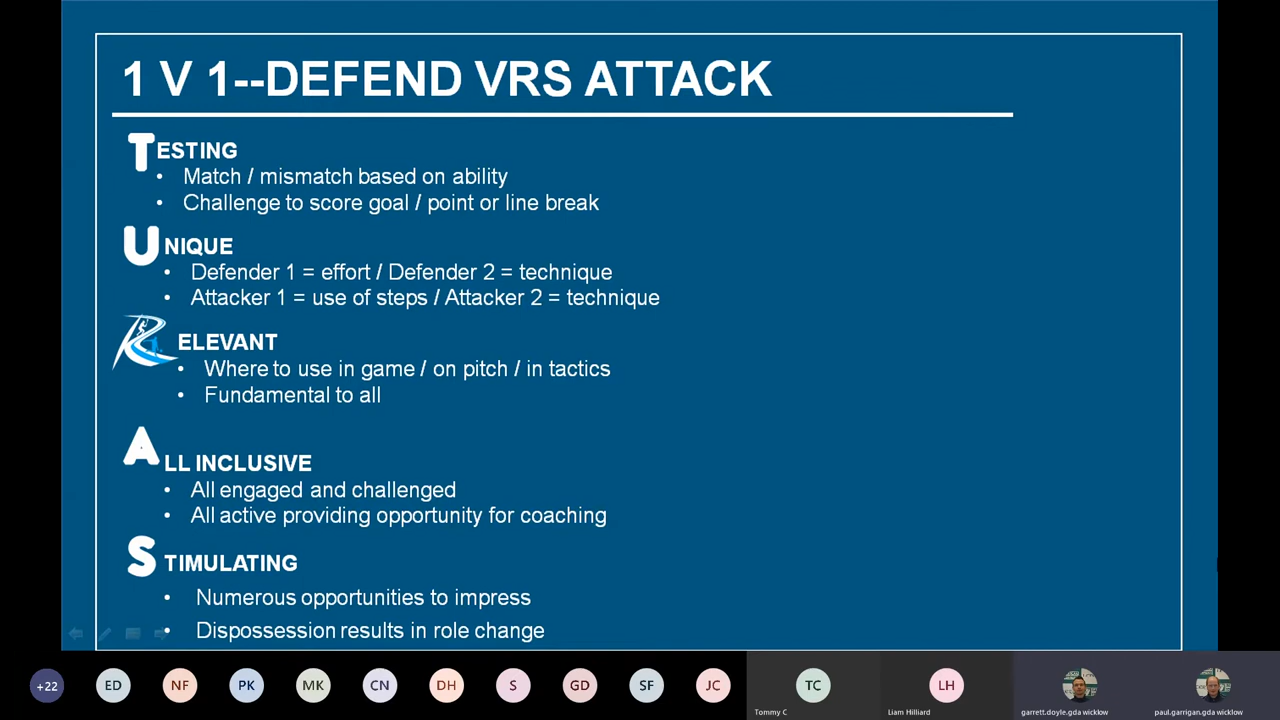 1 V 1--DEFEND VRS ATTACK
TESTING
• Match / mismatch based on ability
• Challenge to score goal / point or line break
UNIQUE
• Defender 1 = effort / Defender 2 = technique
• Attacker 1 = use of steps / Attacker 2 = technique
RELEVANT
• Where to use in game / on pitch / in tactics
• Fundamental to all
ALL INCLUSIVE
• All engaged and challenged
• All active providing opportunity for coaching
STIMULATING
• Numerous opportunities to impress
• Dispossession results in role change
+22 ED NF PK MK CN DH S GD SF JC TC LH
Tommy C Liam Hilliard garrett.doyle.gda wicklow paul.garrigan.gda wicklow